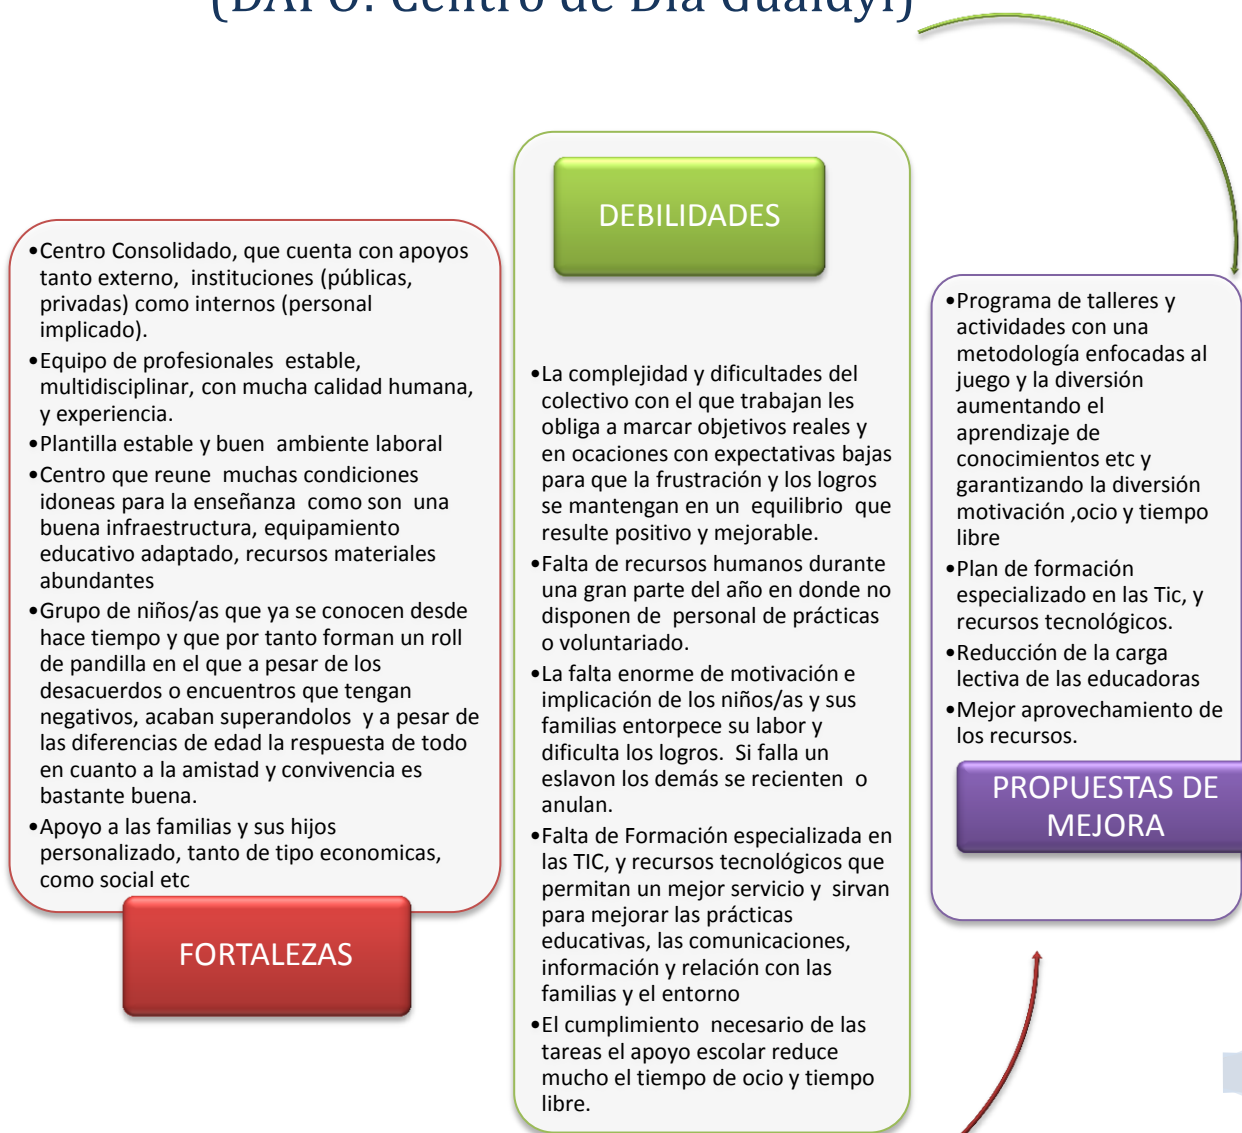 (DAFO: Centro de Día Gualdyl)
•Centro Consolidado, que cuenta con apoyos
tanto externo, instituciones (públicas,
privadas) como internos (personal
implicado).
•Equipo de profesionales estable,
multidisciplinar, con mucha calidad humana,
y experiencia.
•Plantilla estable y buen ambiente laboral
•Centro que reune muchas condiciones
idoneas para la enseñanza como son una
buena infraestructura, equipamiento
educativo adaptado, recursos materiales
abundantes
•Grupo de niños/as que ya se conocen desde
hace tiempo y que por tanto forman un roll
de pandilla en el que a pesar de los
desacuerdos o encuentros que tengan
negativos, acaban superandolos y a pesar de
las diferencias de edad la respuesta de todo
en cuanto a la amistad y convivencia es
bastante buena.
•Apoyo a las familias y sus hijos
personalizado, tanto de tipo economicas,
como social etc
FORTALEZAS
DEBILIDADES
•La complejidad y dificultades del
colectivo con el que trabajan les
obliga a marcar objetivos reales y
en ocaciones con expectativas bajas
para que la frustración y los logros
se mantengan en un equilibrio que
resulte positivo y mejorable.
•Falta de recursos humanos durante
una gran parte del año en donde no
disponen de personal de prácticas
o voluntariado.
•La falta enorme de motivación e
implicación de los niños/as y sus
familias entorpece su labor y
dificulta los logros. Si falla un
eslavon los demás se recienten o
anulan.
•Falta de Formación especializada en
las TIC, y recursos tecnológicos que
permitan un mejor servicio y sirvan
para mejorar las prácticas
educativas, las comunicaciones,
información y relación con las
familias y el entorno
•El cumplimiento necesario de las
tareas el apoyo escolar reduce
mucho el tiempo de ocio y tiempo
libre.
•Programa de talleres y
actividades con una
metodología enfocadas al
juego y la diversión
aumentando el
aprendizaje de
conocimientos etc y
garantizando la diversión
motivación ,ocio y tiempo
libre
•Plan de formación
especializado en las Tic, y
recursos tecnológicos.
•Reducción de la carga
lectiva de las educadoras
•Mejor aprovechamiento de
los recursos.
PROPUESTAS DE
MEJORA